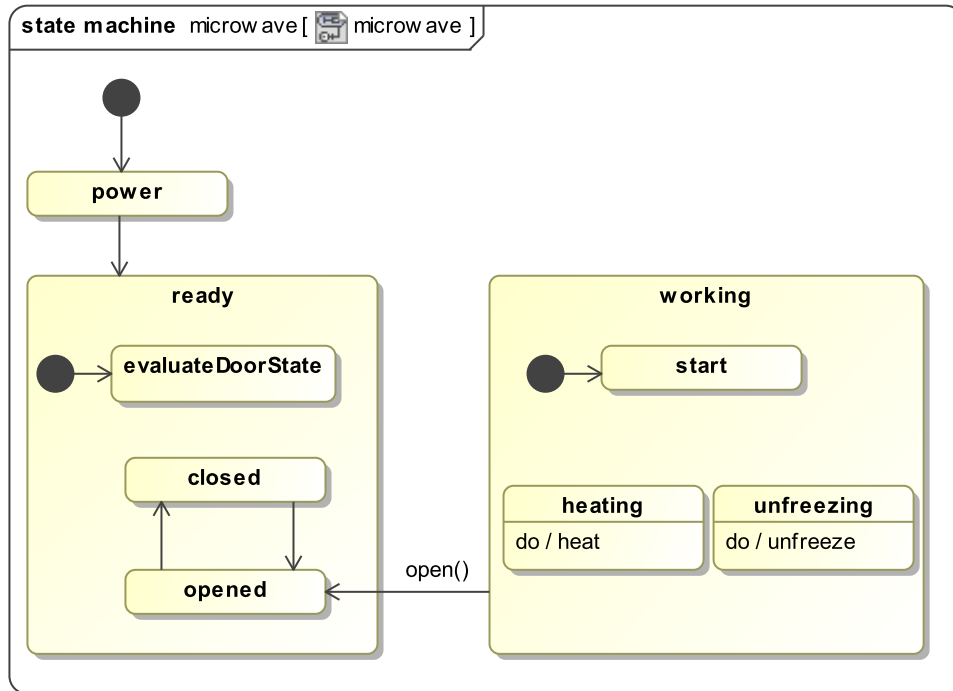 state machine microwave [ microwave ]
power
ready
working
evaluateDoorState
start
closed
heating
unfreezing
do / heat
do / unfreeze
open()
opened